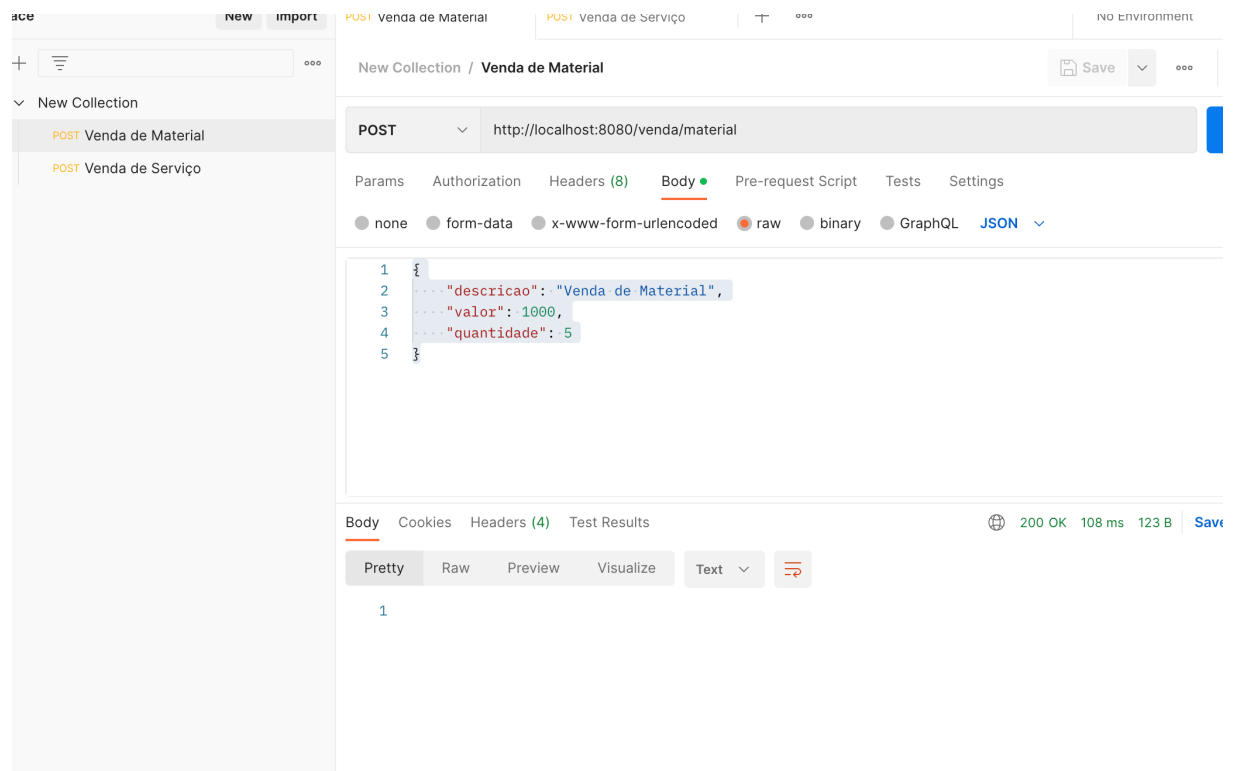 ace New Import POST Venda de Material POST Venda de Serviço No Environment
New Collection / Venda de Material Save
New Collection
POST Venda de Material
POST Venda de Serviço
POST http://localhost:8080/venda/material
Params Authorization Headers (8) Body Pre-request Script Tests Settings
none form-data x-www-form-urlencoded raw binary GraphQL JSON
1 {
2 "descricao": "Venda de Material",
3 "valor": 1000,
4 "quantidade": 5
5 }
Body Cookies Headers (4) Test Results 200 OK 108 ms 123 B Save
Pretty Raw Preview Visualize Text
1